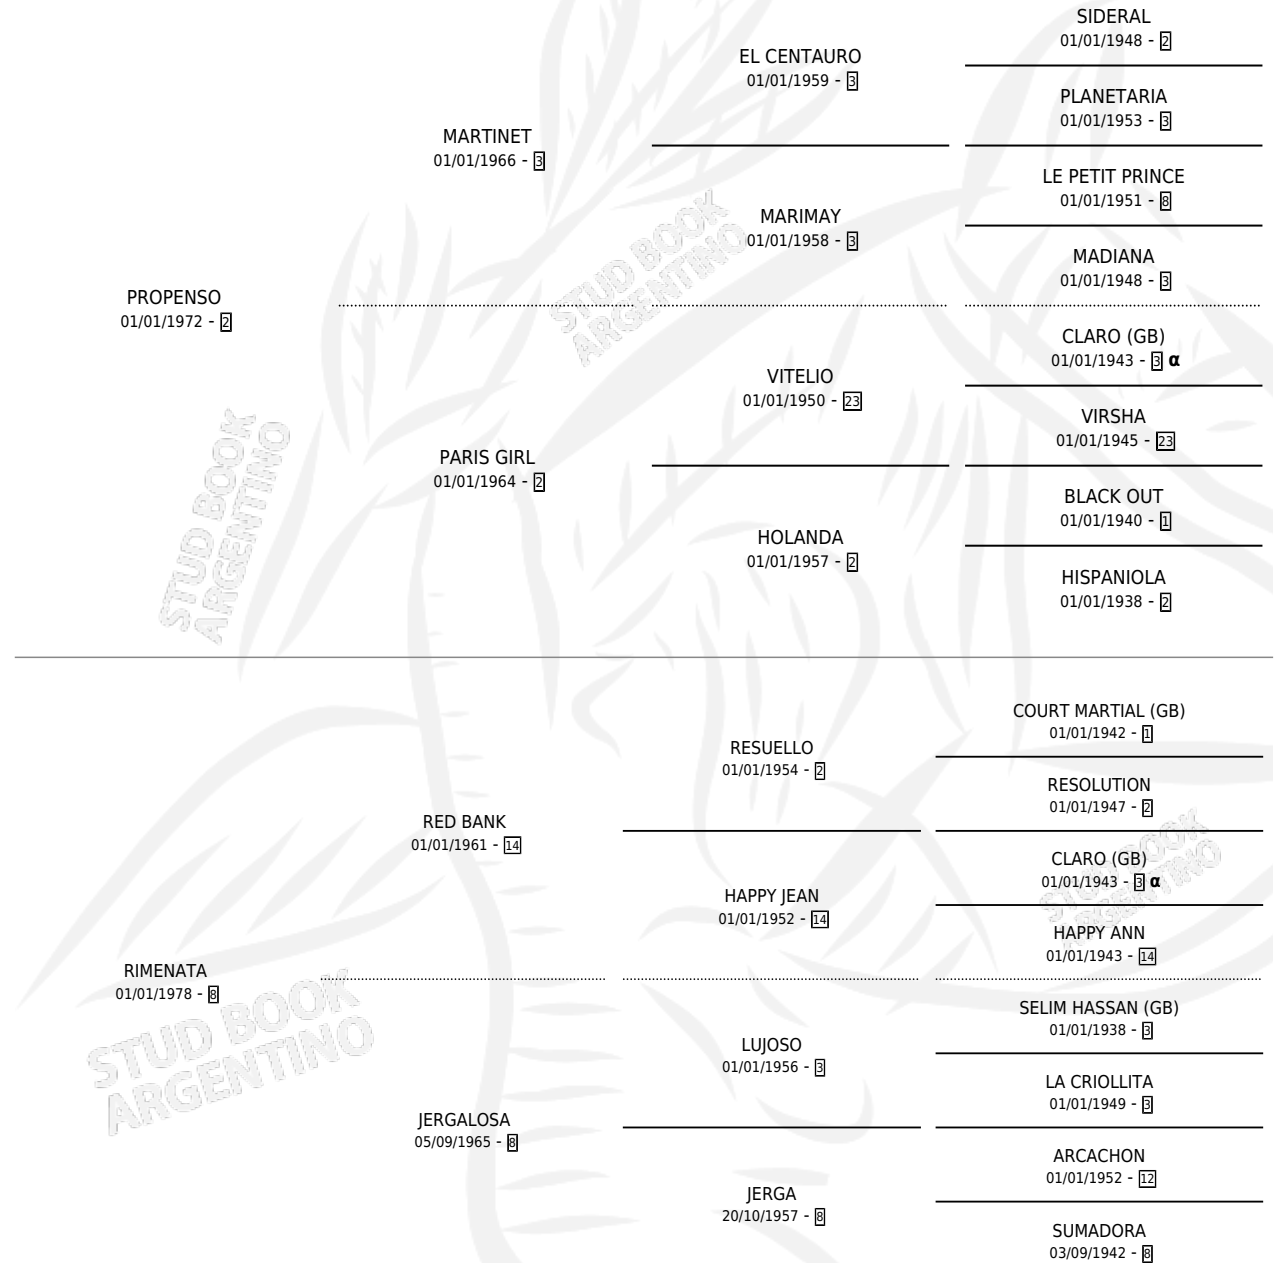 SIDERAL
01/01/1948 - 2
EL CENTAURO
01/01/1959 - 3
PLANETARIA
01/01/1953 - 3
MARTINET
01/01/1966 - 3
LE PETIT PRINCE
01/01/1951 - 8
MARIMAY
01/01/1958 - 3
MADIANA
01/01/1948 - 3
STUD BOOK
ARGENTINO
PROPENSO
01/01/1972 - 2
CLARO (GB)
01/01/1943 - 3 α
VITELIO
01/01/1950 - 23
VIRSHA
01/01/1945 - 23
PARIS GIRL
01/01/1964 - 2
BLACK OUT
01/01/1940 - 1
HOLANDA
01/01/1957 - 2
HISPANIOLA
01/01/1938 - 2
STUD BOOK
ARGENTINO
COURT MARTIAL (GB)
01/01/1942 - 1
RESUELLO
01/01/1954 - 2
RESOLUTION
01/01/1947 - 2
RED BANK
01/01/1961 - 14
CLARO (GB)
01/01/1943 - 3 α
HAPPY JEAN
01/01/1952 - 14
HAPPY ANN
01/01/1943 - 14
STUD BOOK
ARGENTINO
RIMENATA
01/01/1978 - 8
SELIM HASSAN (GB)
01/01/1938 - 3
LUJOSO
01/01/1956 - 3
LA CRIOLLITA
01/01/1949 - 3
STUD BOOK
ARGENTINO
JERGALOSA
05/09/1965 - 8
ARCACHON
01/01/1952 - 12
JERGA
20/10/1957 - 8
SUMADORA
03/09/1942 - 8